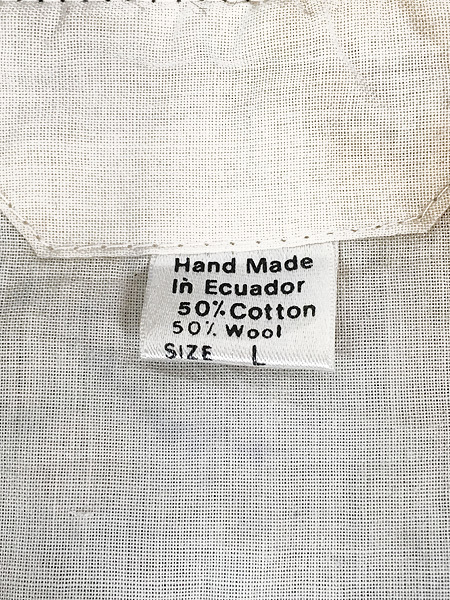 Hand Made
In Ecuador
50% Cotton
50% Wool
SIZE L